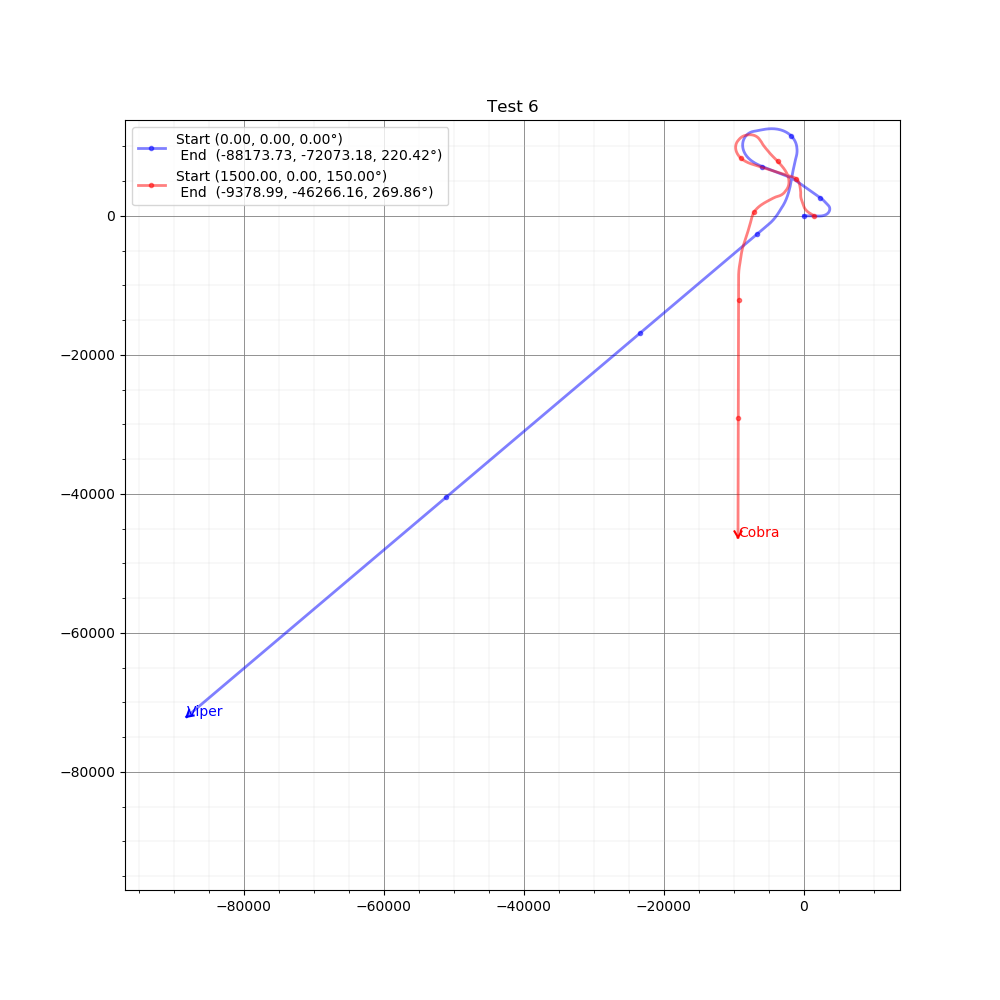 Test 6
Start (0.00, 0.00, 0.00°)
End  (-88173.73, -72073.18, 220.42°)
Start (1500.00, 0.00, 150.00°)
End  (-9378.99, -46266.16, 269.86°)
0
−20000
−40000
−60000
−80000
Cobra
Viper
−80000 −60000 −40000 −20000 0